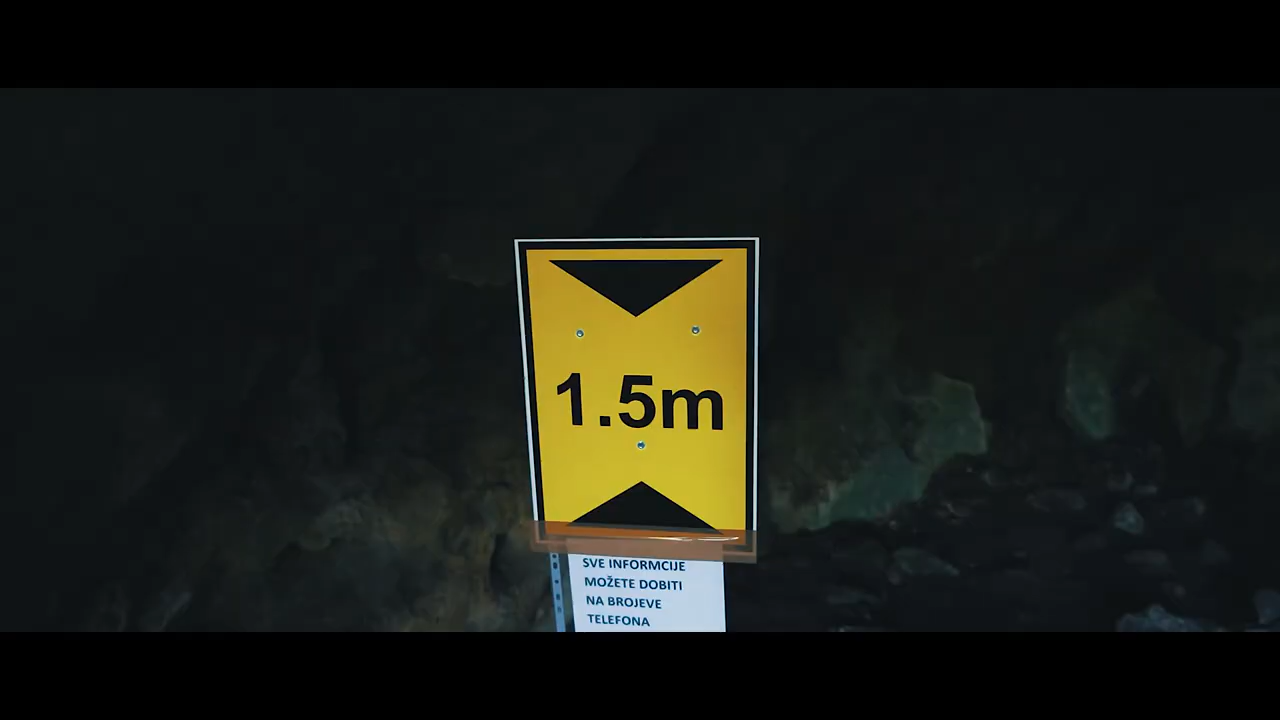 1.5m
SVE INFORMCIJE
MOŽETE DOBITI
NA BROJEVE
TELEFONA